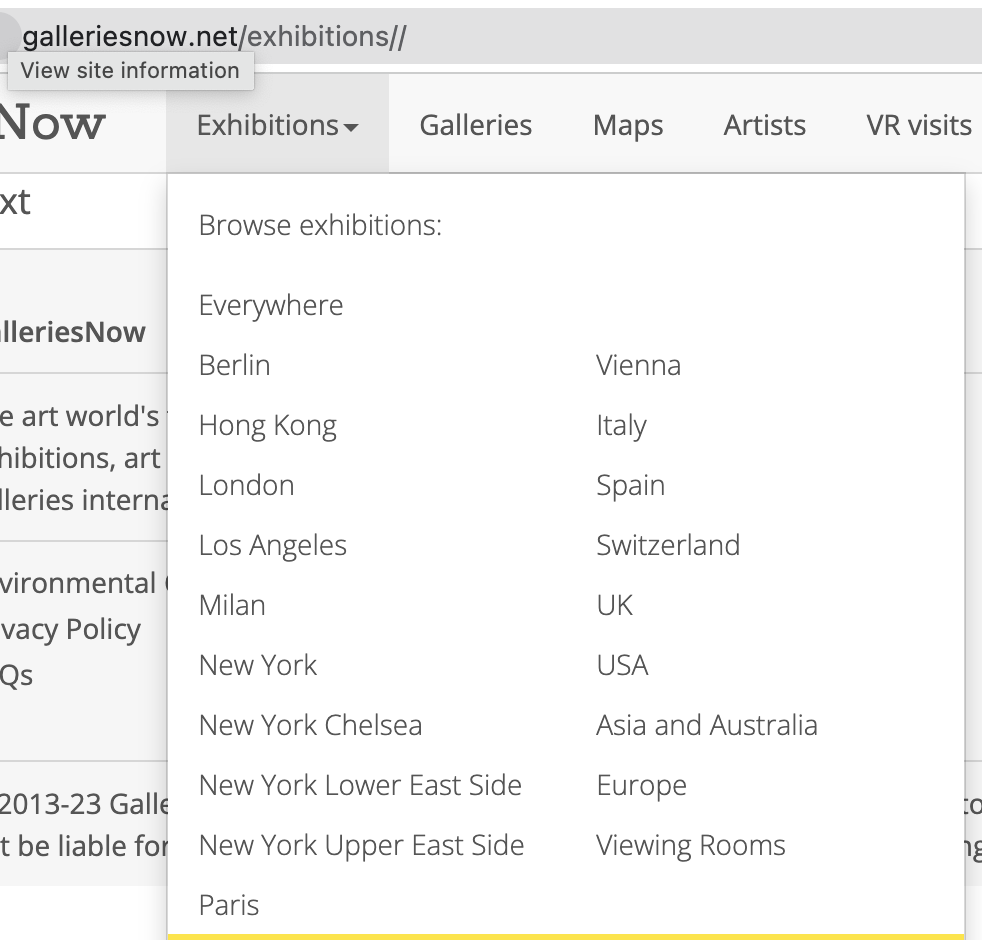 galleriesnow.net/exhibitions//
View site information
Now
Exhibitions
Galleries
Maps
Artists
VR visits
xt
Browse exhibitions:
Everywhere
Berlin
Vienna
Hong Kong
Italy
London
Spain
Los Angeles
Switzerland
Milan
UK
New York
USA
New York Chelsea
Asia and Australia
New York Lower East Side
Europe
New York Upper East Side
Viewing Rooms
Paris
lleriesNow
e art world's
hibitions, art
lleries interna
vironmental
vacy Policy
Qs
2013-23 Galle
t be liable for